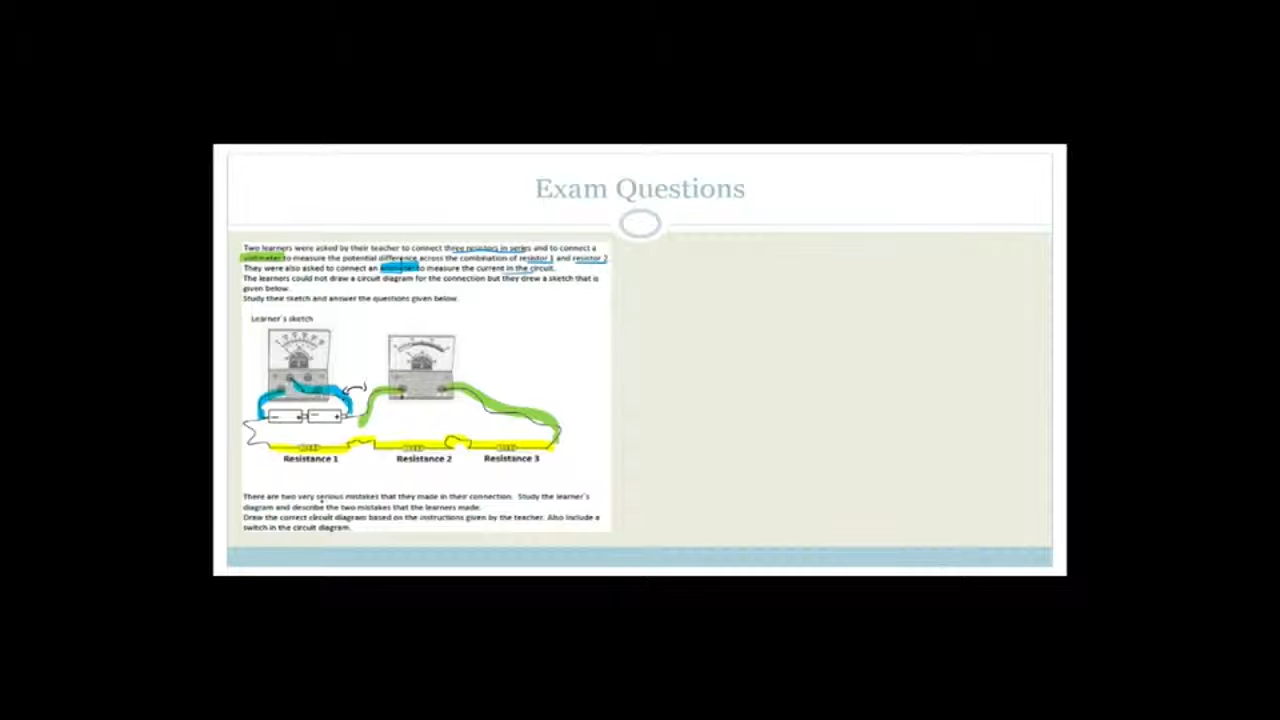 Exam Questions
Two learners were asked by their teacher to connect three resistors in series and to connect a
voltmeter to measure the potential difference across the combination of resistor 1 and resistor 2
They were also asked to connect an ammeter to measure the current in the circuit.
The learners could not draw a circuit diagram for the connection but they drew a sketch that is
given below.
Study their sketch and answer the questions given below.
Learner's sketch
Resistance 1
Resistance 2
Resistance 3
There are two very serious mistakes that they made in their connection. Study the learner's
diagram and describe the two mistakes that the learners made.
Draw the correct circuit diagram based on the instructions given by the teacher. Also include a
switch in the circuit diagram.